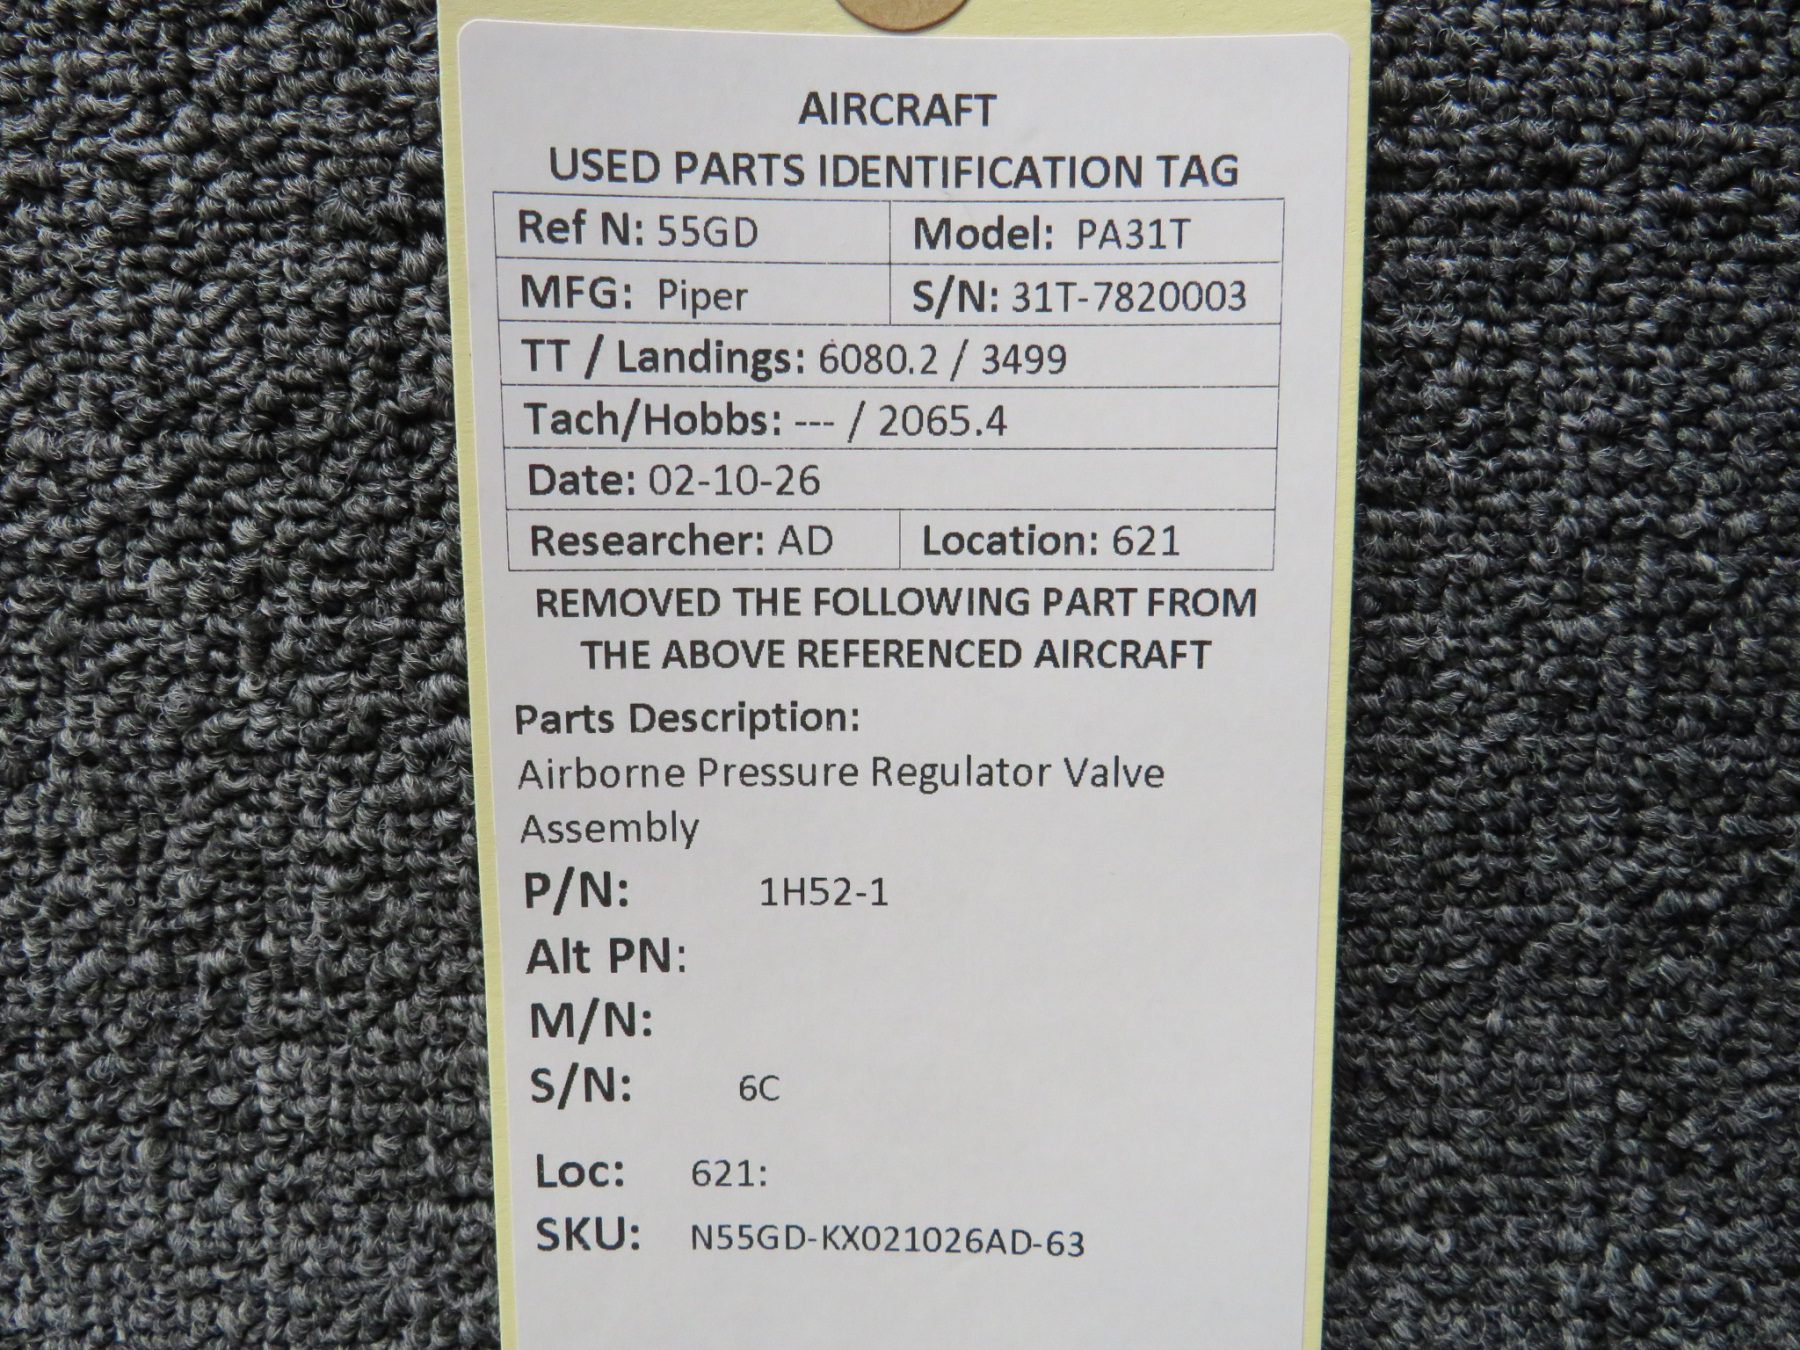 AIRCRAFT
USED PARTS IDENTIFICATION TAG
Ref N: 55GD Model: PA31T
MFG: Piper S/N: 31T-7820003
TT / Landings: 6080.2 / 3499
Tach/Hobbs: --- / 2065.4
Date: 02-10-26
Researcher: AD Location: 621
REMOVED THE FOLLOWING PART FROM
THE ABOVE REFERENCED AIRCRAFT
Parts Description:
Airborne Pressure Regulator Valve
Assembly
P/N: 1H52-1
Alt PN:
M/N:
S/N: 6C
Loc: 621:
SKU: N55GD-KX021026AD-63